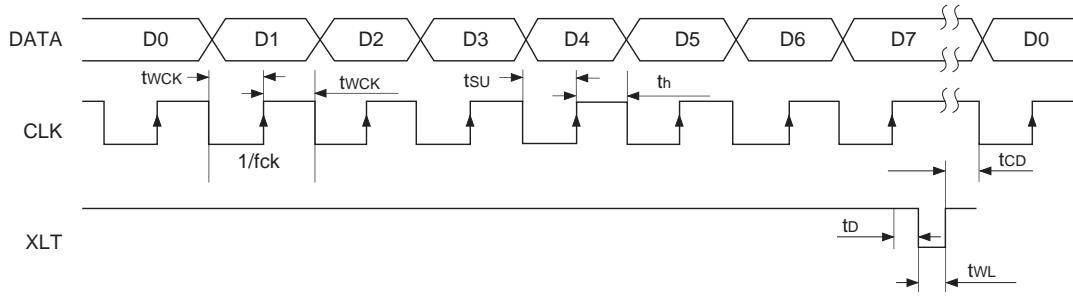 DATA D0 D1 D2 D3 D4 D5 D6 D7 D0
tWCK tWCK tSU th
CLK
1/fck tCD
XLT tD
tWL